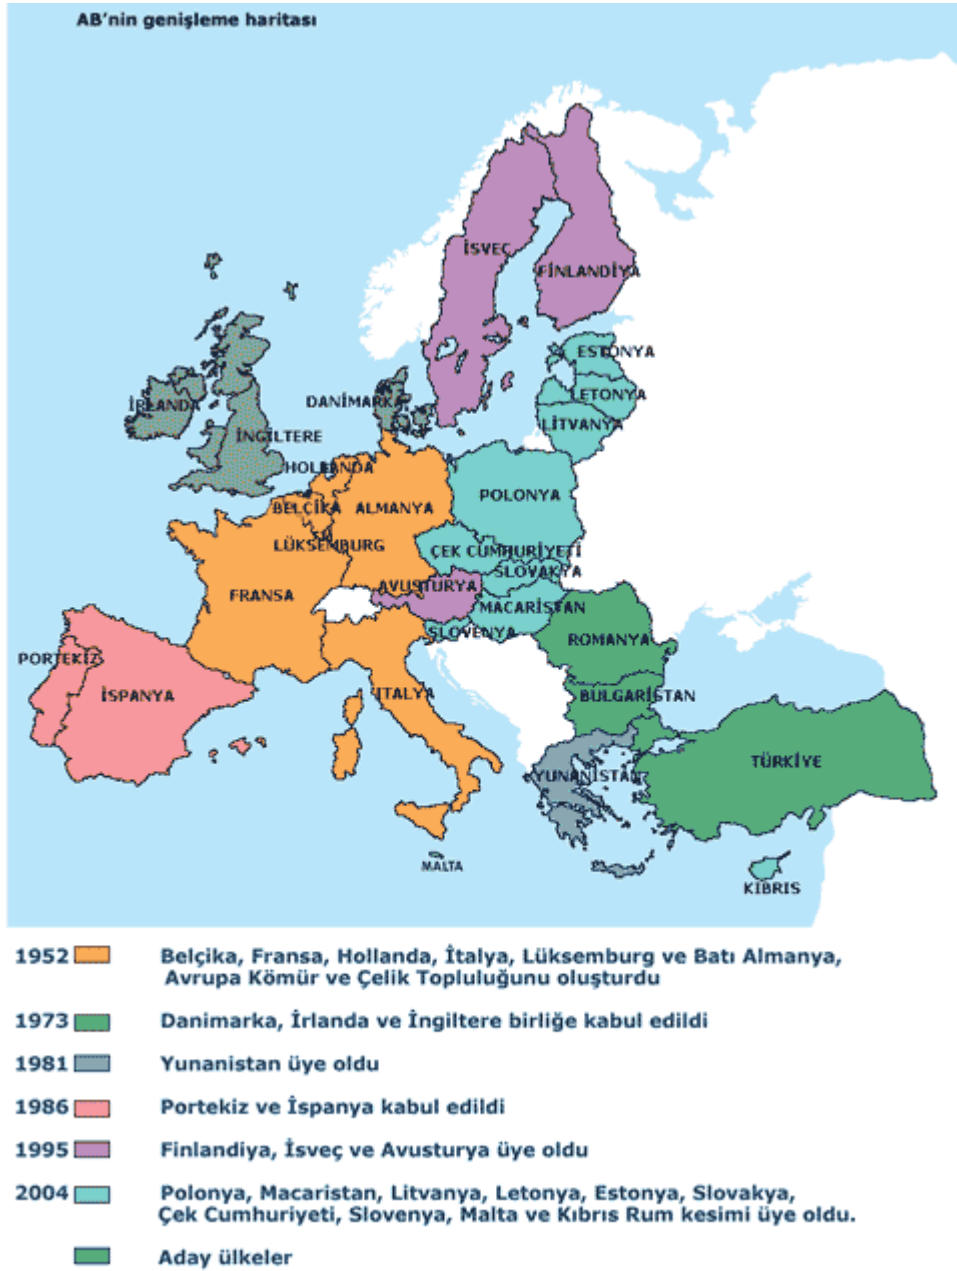 AB'nin genişleme haritası
İSVEÇ
FİNLANDİYA
ESTONYA
LETONYA
LİTVANYA
DANİMARKA
İRLANDA
İNGİLTERE
HOLLANDA
BELÇİKA
ALMANYA
POLONYA
LÜKSEMBURG
ÇEK CUMHURİYETİ
SLOVAKYA
AVUSTURYA
FRANSA
MACARİSTAN
SLOVENYA
ROMANYA
PORTEKİZ
İSPANYA
ITALYA
BULGARİSTAN
TÜRKİYE
YUNANİSTAN
MALTA
KIBRIS
1952 Belçika, Fransa, Hollanda, İtalya, Lüksemburg ve Batı Almanya,
Avrupa Kömür ve Çelik Topluluğunu oluşturdu
1973 Danimarka, İrlanda ve İngiltere birliğe kabul edildi
1981 Yunanistan üye oldu
1986 Portekiz ve İspanya kabul edildi
1995 Finlandiya, İsveç ve Avusturya üye oldu
2004 Polonya, Macaristan, Litvanya, Letonya, Estonya, Slovakya,
Çek Cumhuriyeti, Slovenya, Malta ve Kıbrıs Rum kesimi üye oldu.
Aday ülkeler